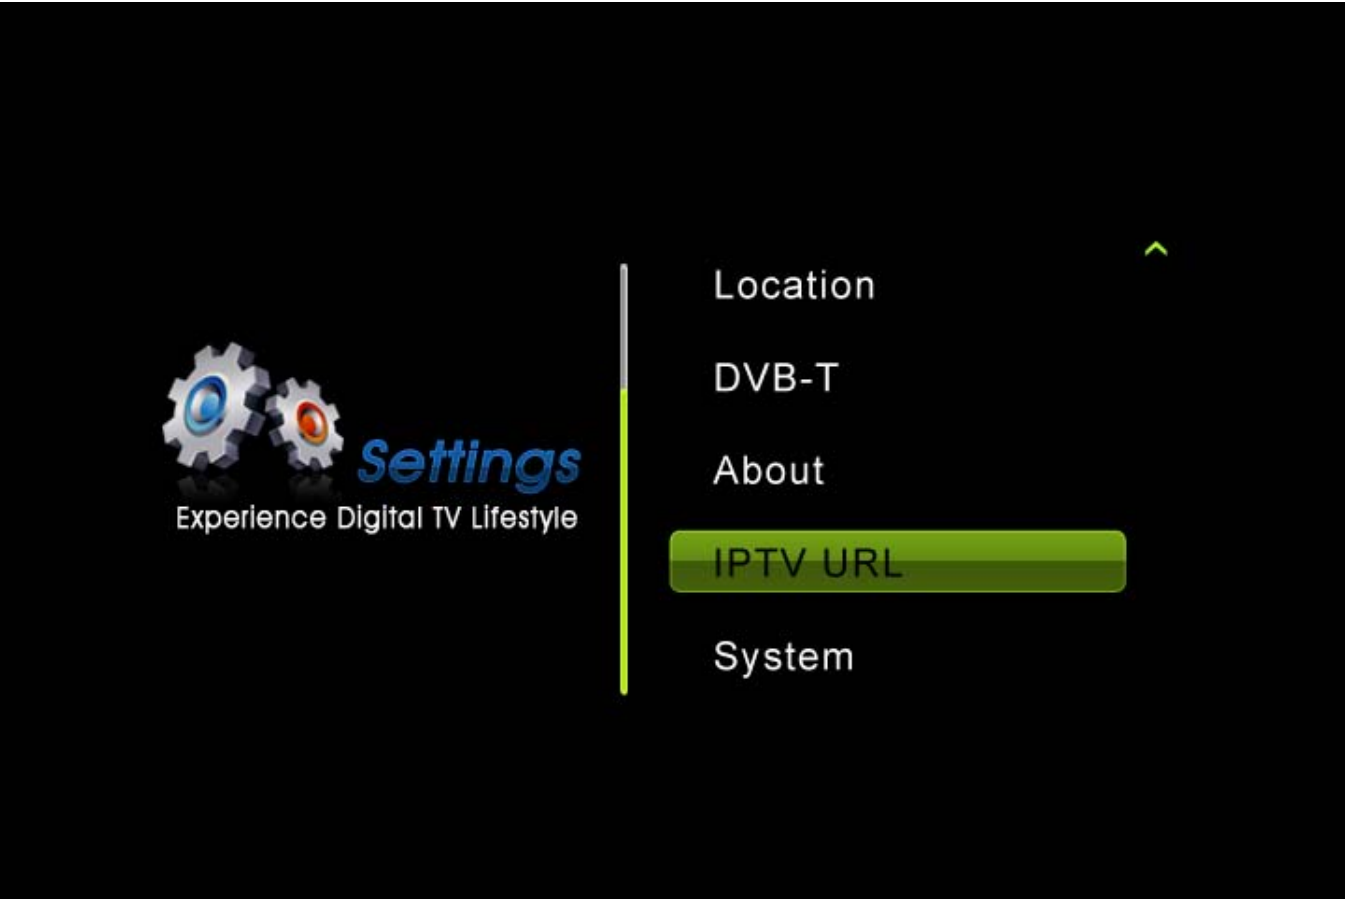 Location
DVB-T
About
Settings
Experience Digital TV Lifestyle
IPTV URL
System